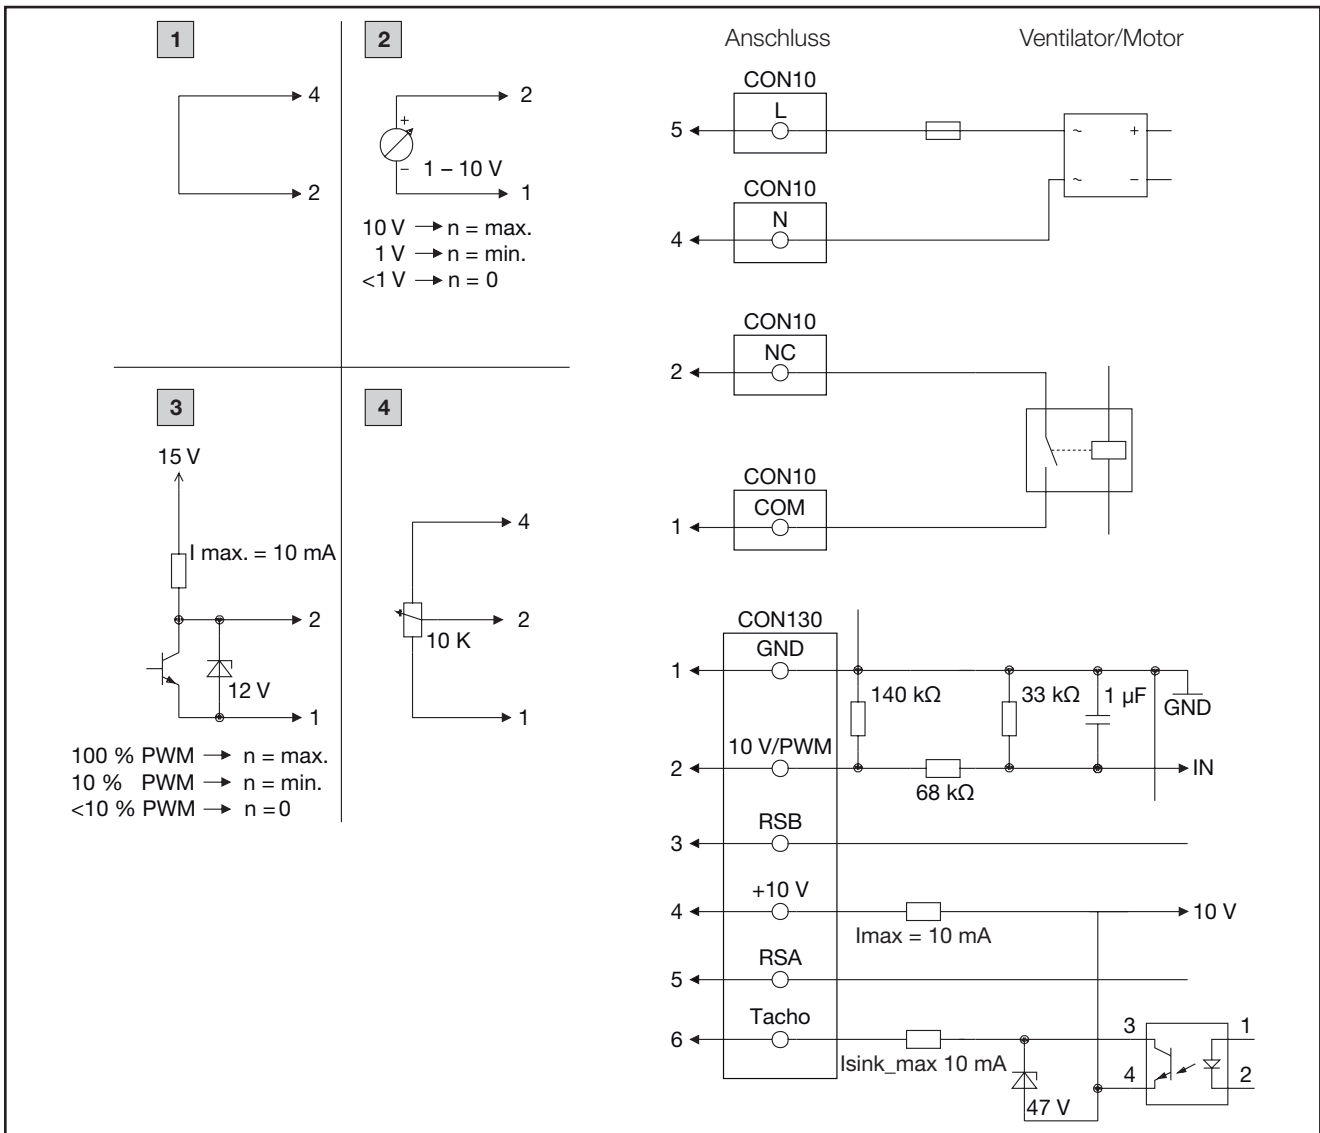 1
4
2
2
+
−
1 – 10 V
2
1
10 V → n = max.
1 V → n = min.
<1 V → n = 0
3
15 V
I max. = 10 mA
2
12 V
1
100 % PWM → n = max.
10 % PWM → n = min.
<10 % PWM → n = 0
4
4
2
10 K
1
Anschluss
Ventilator/Motor
CON10
L
5
~ +
~ −
CON10
N
4
CON10
NC
2
CON10
COM
1
CON130
GND
1
140 kΩ
33 kΩ
1 µF
GND
10 V/PWM
2
68 kΩ
IN
RSB
3
+10 V
4
Imax = 10 mA
10 V
RSA
5
Tacho
6
Isink_max 10 mA
47 V
3
4
1
2